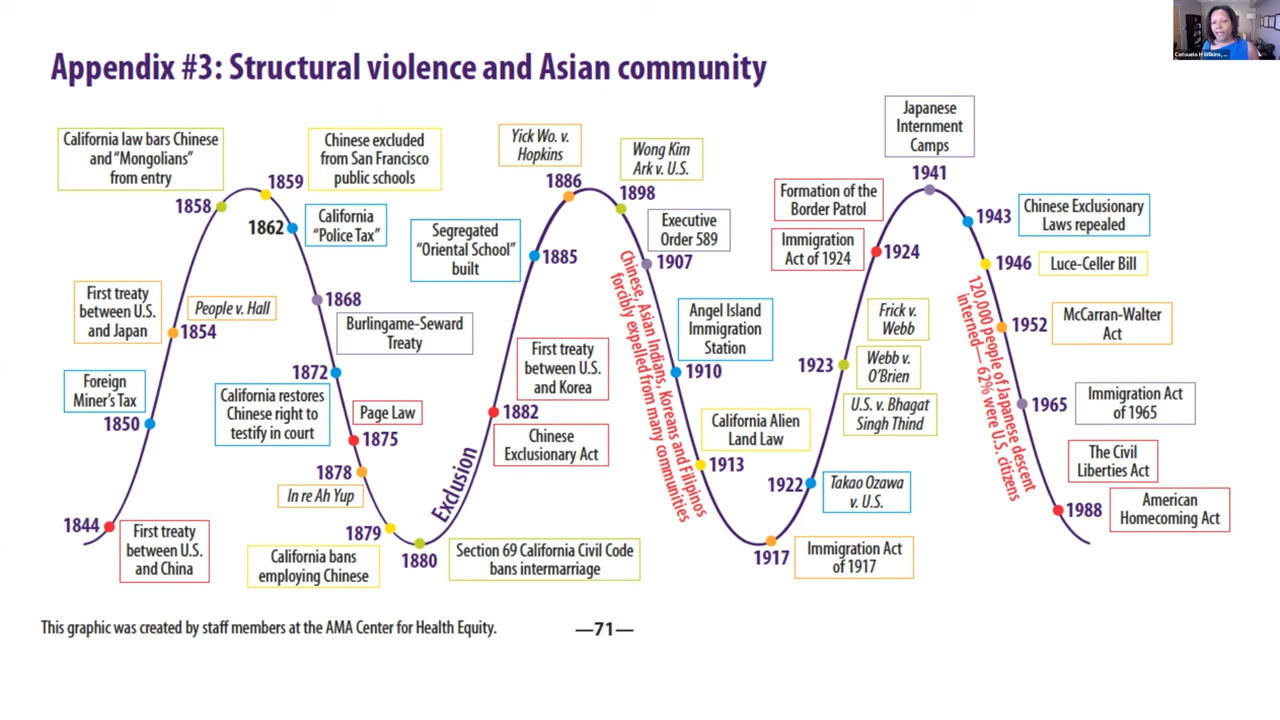 Consuelo H Wilkins, ...
Appendix #3: Structural violence and Asian community
California law bars Chinese
and “Mongolians”
from entry
1858
1859
Chinese excluded
from San Francisco
public schools
1862
California
“Police Tax”
First treaty
between U.S.
and Japan
1854
People v. Hall
1868
Burlingame-Seward
Treaty
Foreign
Miner’s Tax
1850
1872
California restores
Chinese right to
testify in court
Page Law
1875
1878
In re Ah Yup
1844
First treaty
between U.S.
and China
1879
California bans
employing Chinese
1880
Section 69 California Civil Code
bans intermarriage
Exclusion
Yick Wo. v.
Hopkins
1886
Wong Kim
Ark v. U.S.
1898
Segregated
“Oriental School”
built
1885
Executive
Order 589
1907
First treaty
between U.S.
and Korea
1882
Chinese
Exclusionary Act
Chinese, Asian Indians, Koreans and Filipinos
forcibly expelled from many communities
Angel Island
Immigration
Station
1910
California Alien
Land Law
1913
1917
Immigration Act
of 1917
1922
Takao Ozawa
v. U.S.
1923
Frick v.
Webb
Webb v.
O’Brien
U.S. v. Bhagat
Singh Thind
Formation of the
Border Patrol
Immigration
Act of 1924
1924
Japanese
Internment
Camps
1941
1943
Chinese Exclusionary
Laws repealed
1946
Luce-Celler Bill
120,000 people of Japanese descent
interned— 62% were U.S. citizens
1952
McCarran-Walter
Act
1965
Immigration Act
of 1965
The Civil
Liberties Act
1988
American
Homecoming Act
This graphic was created by staff members at the AMA Center for Health Equity.
—71—